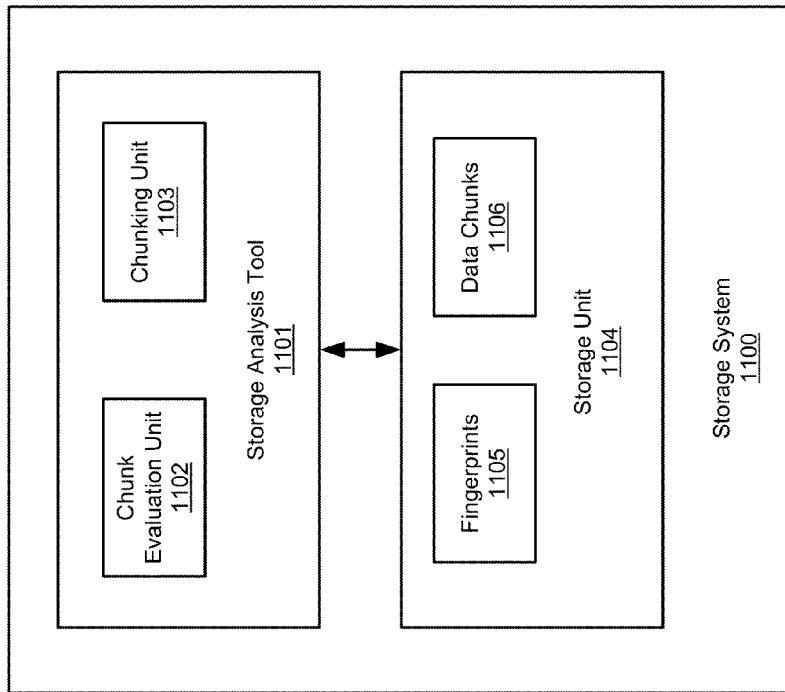 Chunk
Evaluation Unit
1102
Chunking Unit
1103
Storage Analysis Tool
1101
Fingerprints
1105
Data Chunks
1106
Storage Unit
1104
Storage System
1100